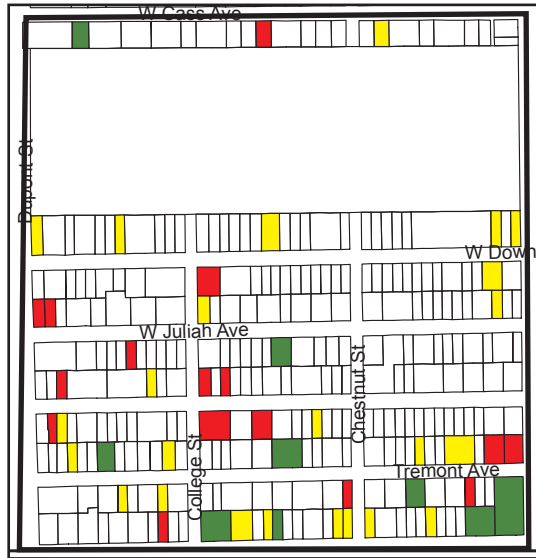 W Cass Ave
Dupont St
W Down
W Juliah Ave
Chestnut St
College St
Tremont Ave